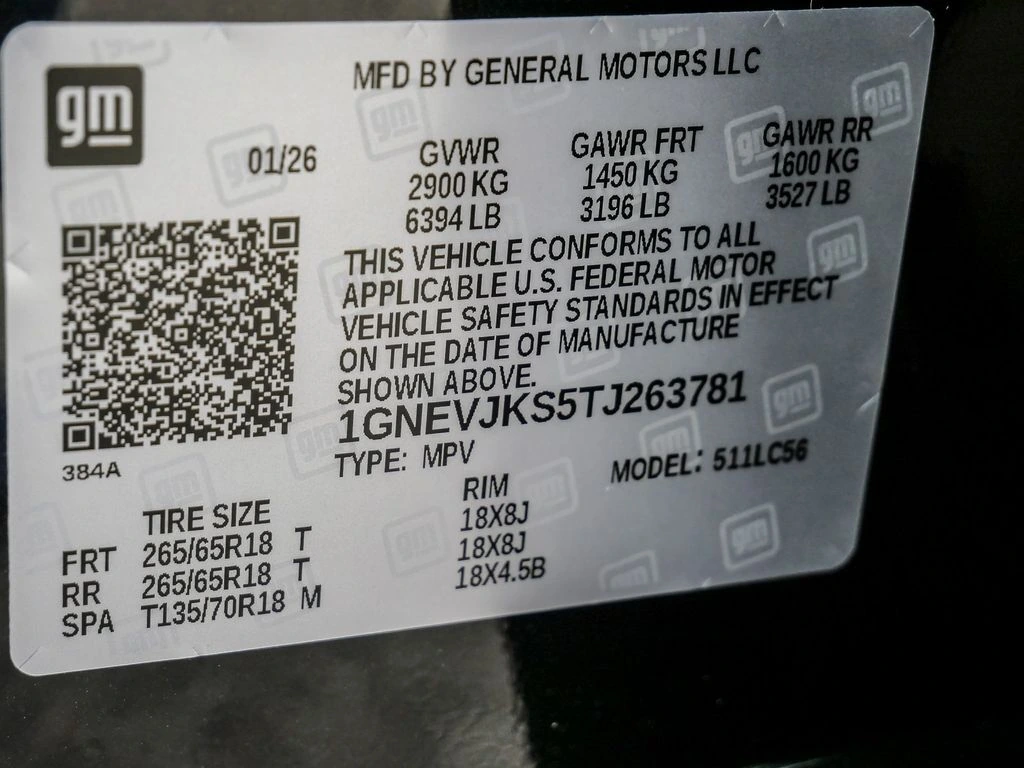 gm
MFD BY GENERAL MOTORS LLC
01/26 GVWR GAWR FRT GAWR RR
2900 KG 1450 KG 1600 KG
6394 LB 3196 LB 3527 LB
THIS VEHICLE CONFORMS TO ALL
APPLICABLE U.S. FEDERAL MOTOR
VEHICLE SAFETY STANDARDS IN EFFECT
ON THE DATE OF MANUFACTURE
SHOWN ABOVE.
1GNEVJKS5TJ263781
384A
TYPE: MPV MODEL: 511LC56
TIRE SIZE RIM
FRT 265/65R18 T 18X8J
RR 265/65R18 T 18X8J
SPA T135/70R18 M 18X4.5B